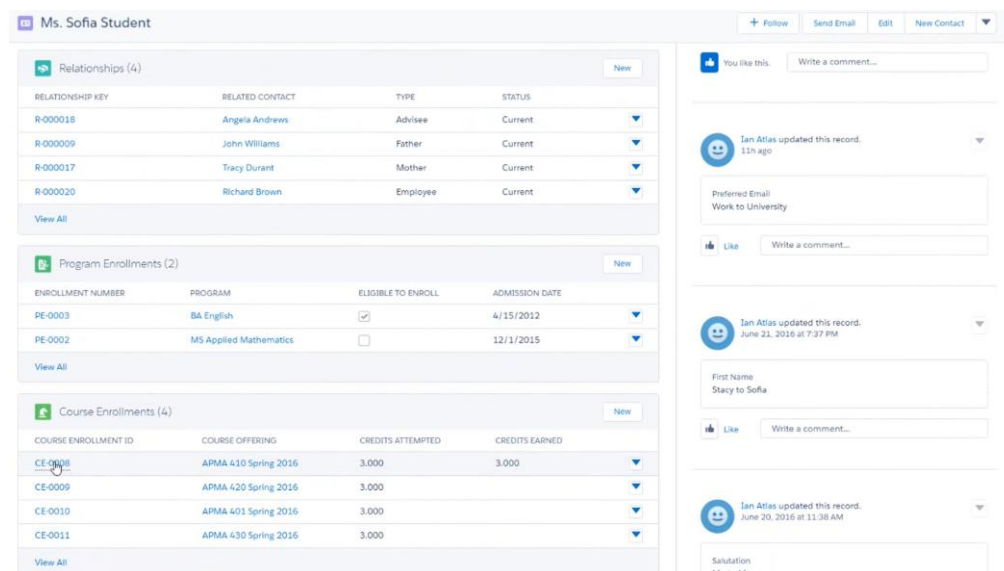 Ms. Sofia Student
+ Follow Send Email Edit New Contact
Relationships (4) New
RELATIONSHIP KEY RELATED CONTACT TYPE STATUS
R-000018 Angela Andrews Advisee Current
R-000009 John Williams Father Current
R-000017 Tracy Durant Mother Current
R-000020 Richard Brown Employee Current
View All
Program Enrollments (2) New
ENROLLMENT NUMBER PROGRAM ELIGIBLE TO ENROLL ADMISSION DATE
PE-0003 BA English 4/15/2012
PE-0002 MS Applied Mathematics 12/1/2015
View All
Course Enrollments (4) New
COURSE ENROLLMENT ID COURSE OFFERING CREDITS ATTEMPTED CREDITS EARNED
CE-0008 APMA 410 Spring 2016 3.000 3.000
CE-0009 APMA 420 Spring 2016 3.000
CE-0010 APMA 401 Spring 2016 3.000
CE-0011 APMA 430 Spring 2016 3.000
View All
You like this. Write a comment...
Ian Atlas updated this record.
11h ago
Preferred Email
Work to University
Like Write a comment...
Ian Atlas updated this record.
June 21, 2016 at 7:37 PM
First Name
Stacy to Sofia
Like Write a comment...
Ian Atlas updated this record.
June 20, 2016 at 11:38 AM
Salutation